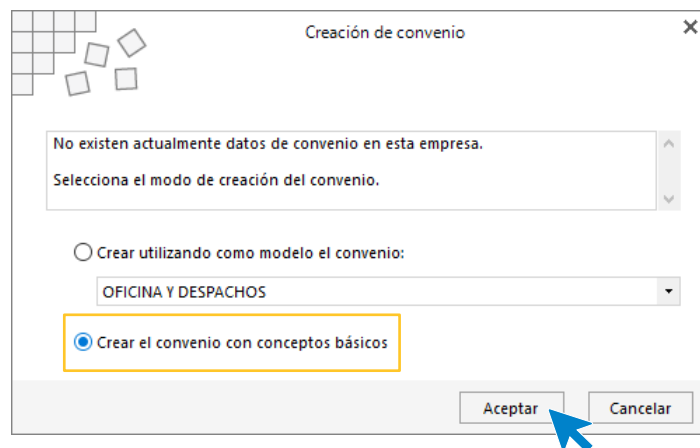 Creación de convenio
No existen actualmente datos de convenio en esta empresa.
Selecciona el modo de creación del convenio.
Crear utilizando como modelo el convenio:
OFICINA Y DESPACHOS
Crear el convenio con conceptos básicos
Aceptar
Cancelar